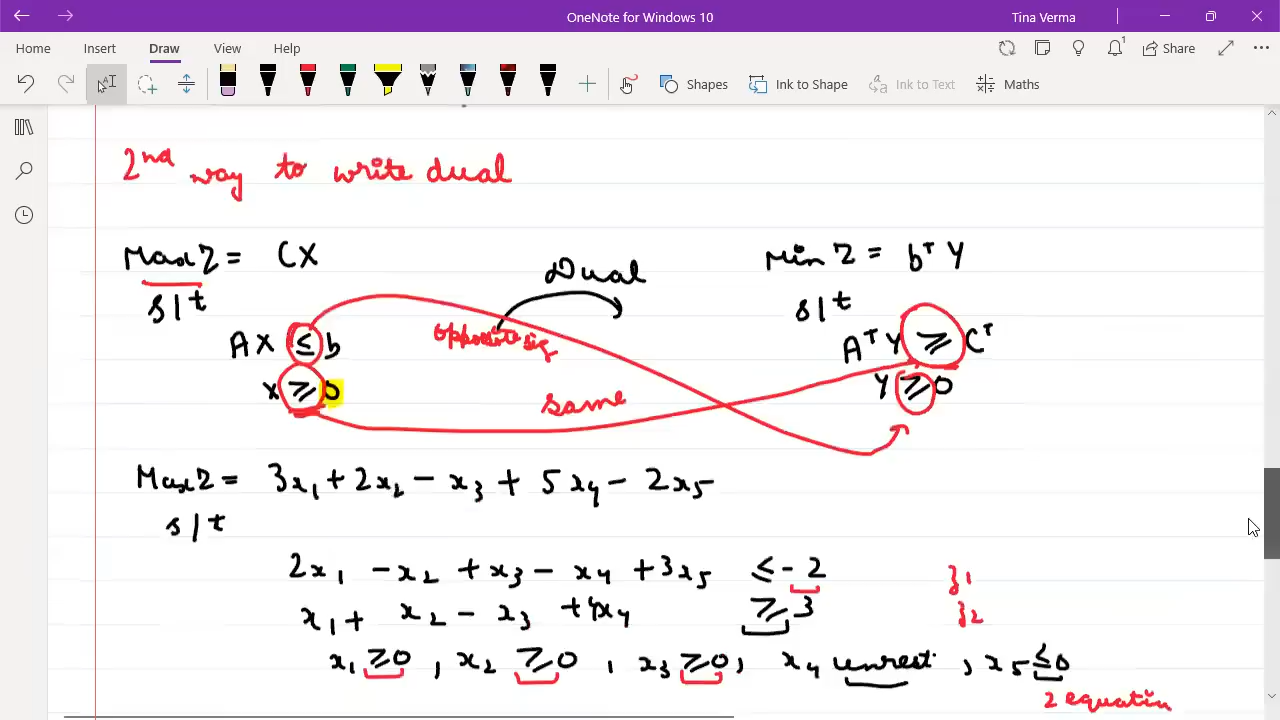 OneNote for Windows 10
Tina Verma
Home Insert Draw View Help
Share
Shapes Ink to Shape Ink to Text Maths
2nd way to write dual
Max Z = CX
Min Z = bᵀ Y
Dual
s|t
s|t
AX ≤ b
opposite sig
Aᵀ Y ≥ Cᵀ
X ≥ 0
same
Y ≥ 0
Max Z = 3x₁ + 2x₂ - x₃ + 5x₄ - 2x₅
s|t
2x₁ - x₂ + x₃ - x₄ + 3x₅ ≤ - 2 y₁
x₁ + x₂ - x₃ + 4x₄ ≥ 3 y₂
x₁ ≥ 0 , x₂ ≥ 0 , x₃ ≥ 0 , x₄ unrest. , x₅ ≤ 0
2 equation